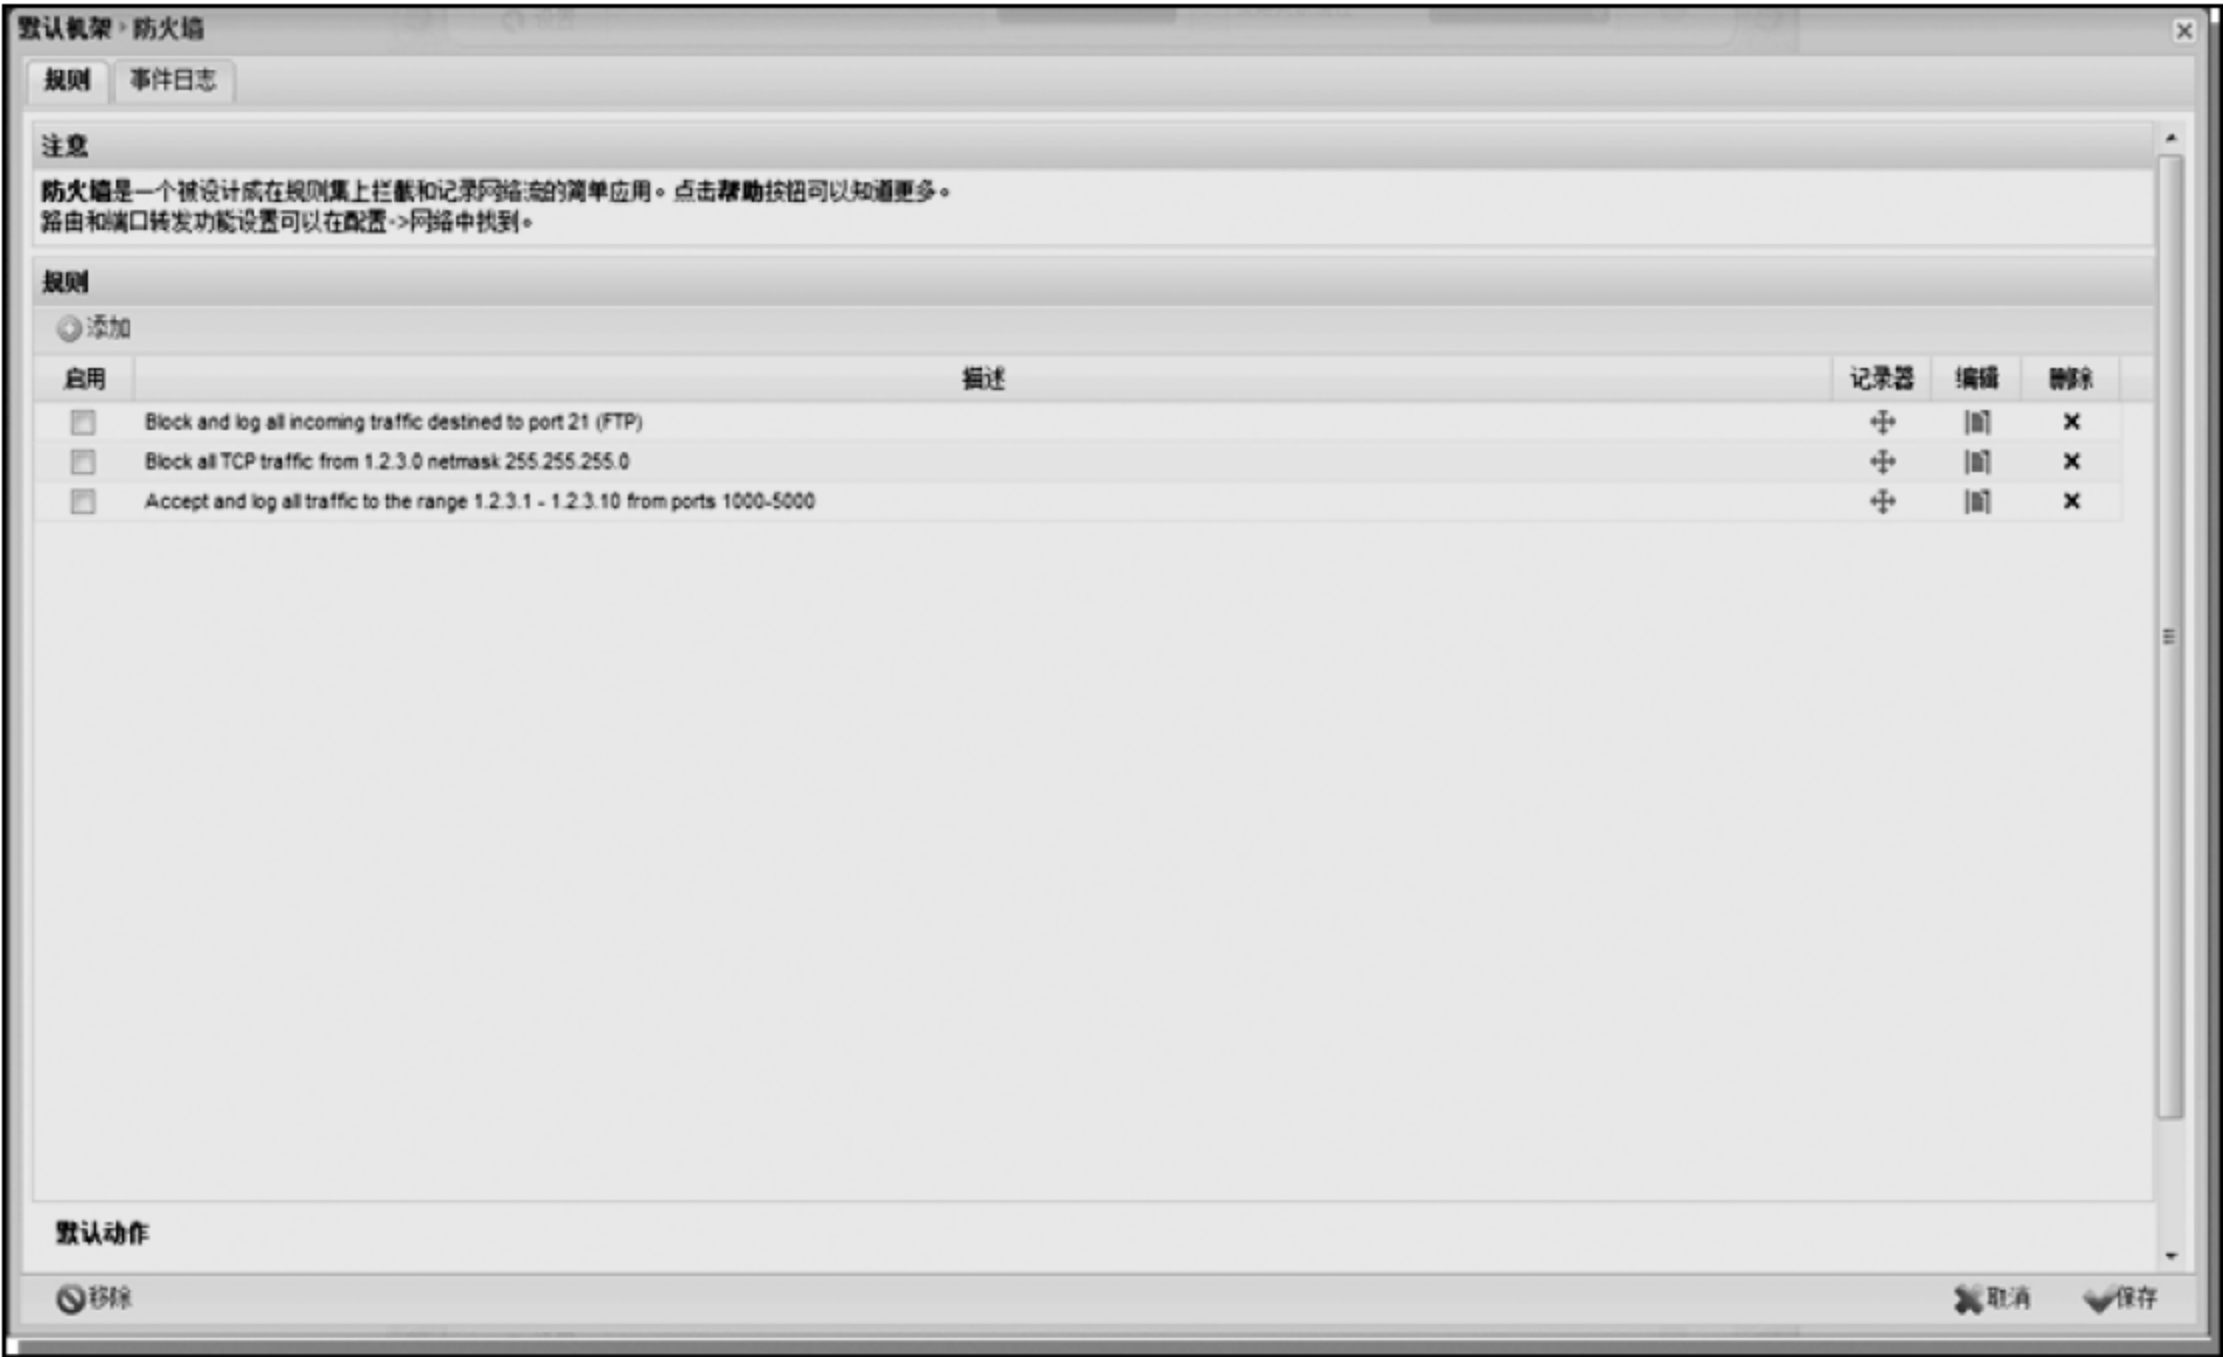 默认机架 › 防火墙
规则 事件日志
注意
防火墙是一个被设计成在规则集上拦截和记录网络流的简单应用。点击帮助按钮可以知道更多。
路由和端口转发功能设置可以在配置->网络中找到。
规则
添加
启用 描述 记录器 编辑 删除
Block and log all incoming traffic destined to port 21 (FTP)
Block all TCP traffic from 1.2.3.0 netmask 255.255.255.0
Accept and log all traffic to the range 1.2.3.1 - 1.2.3.10 from ports 1000-5000
默认动作
移除 取消 保存